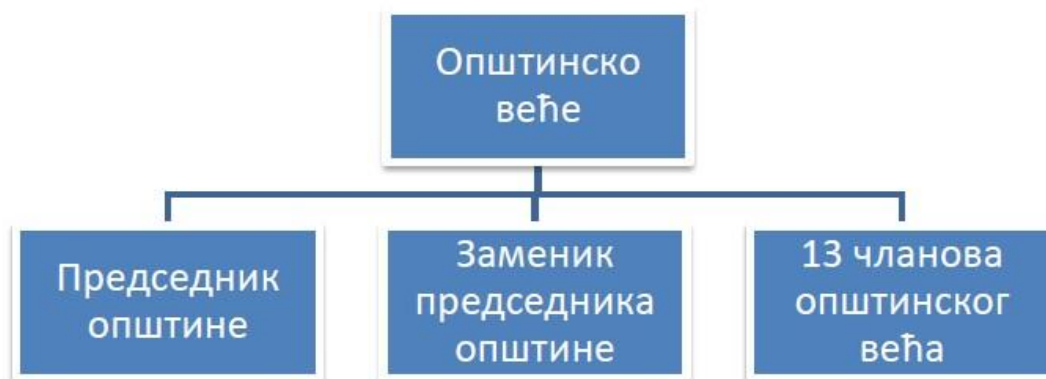 Општинско
веће
Председник
општине
Заменик
председника
општине
13 чланова
општинског
већа